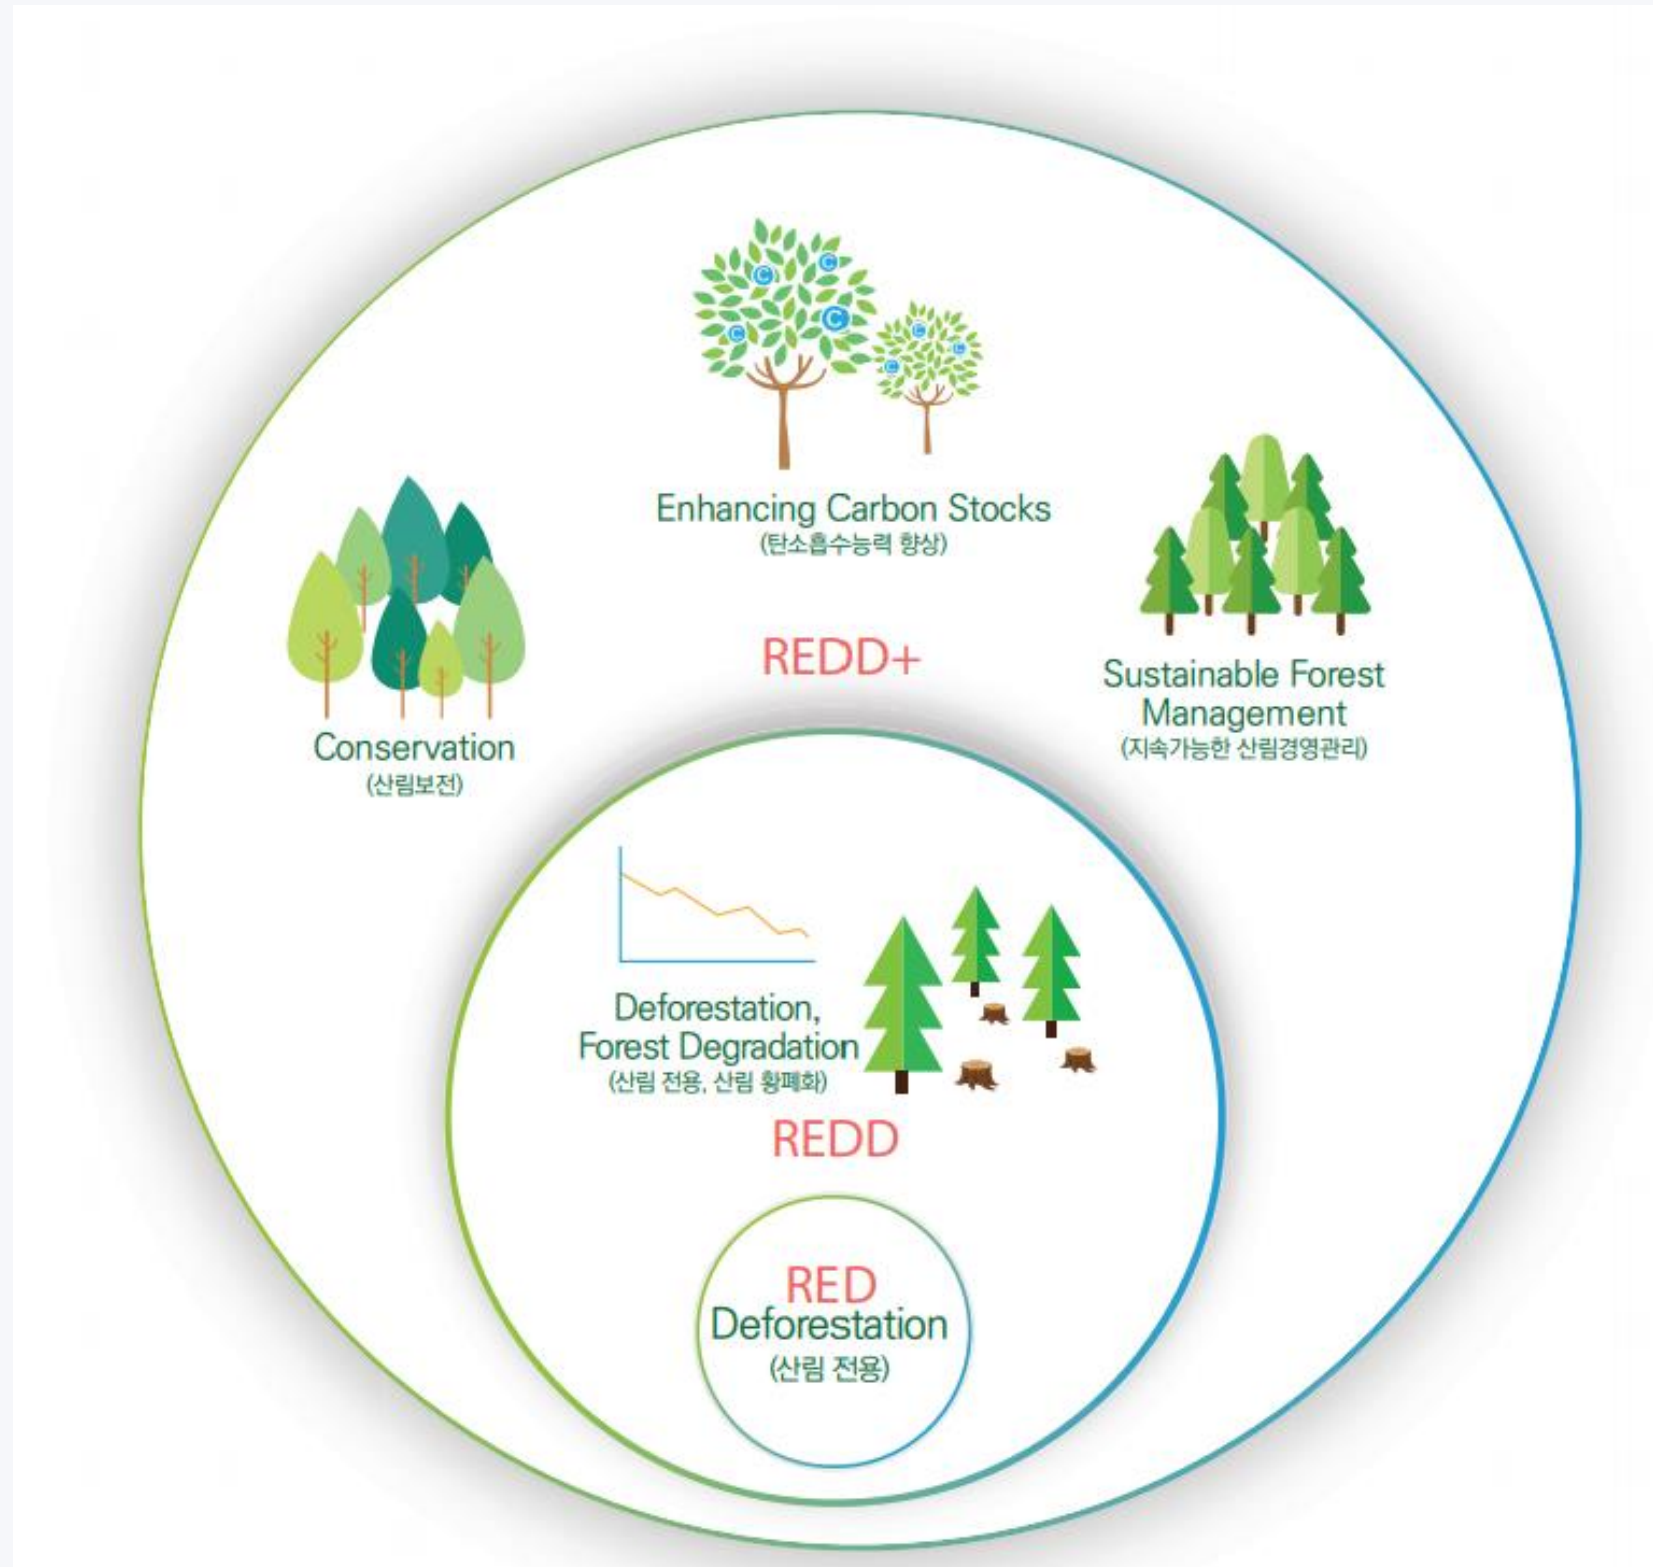 Enhancing Carbon Stocks
(탄소흡수능력 향상)
REDD+
Sustainable Forest
Management
(지속가능한 산림경영관리)
Conservation
(산림보전)
Deforestation,
Forest Degradation
(산림 전용, 산림 황폐화)
REDD
RED
Deforestation
(산림 전용)
C
C
C
C
C
C
C